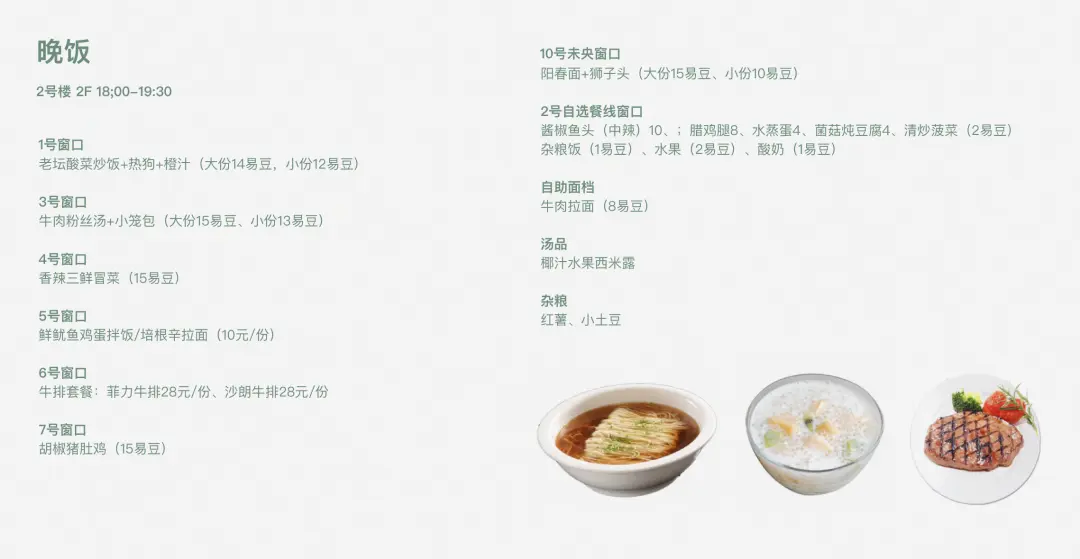 晚饭
2号楼 2F 18;00-19:30
1号窗口
老坛酸菜炒饭+热狗+橙汁（大份14易豆，小份12易豆）
3号窗口
牛肉粉丝汤+小笼包（大份15易豆、小份13易豆）
4号窗口
香辣三鲜冒菜（15易豆）
5号窗口
鲜鱿鱼鸡蛋拌饭/培根辛拉面（10元/份）
6号窗口
牛排套餐：菲力牛排28元/份、沙朗牛排28元/份
7号窗口
胡椒猪肚鸡（15易豆）
10号未央窗口
阳春面+狮子头（大份15易豆、小份10易豆）
2号自选餐线窗口
酱椒鱼头（中辣）10、；腊鸡腿8、水蒸蛋4、菌菇炖豆腐4、清炒菠菜（2易豆）
杂粮饭（1易豆）、水果（2易豆）、酸奶（1易豆）
自助面档
牛肉拉面（8易豆）
汤品
椰汁水果西米露
杂粮
红薯、小土豆